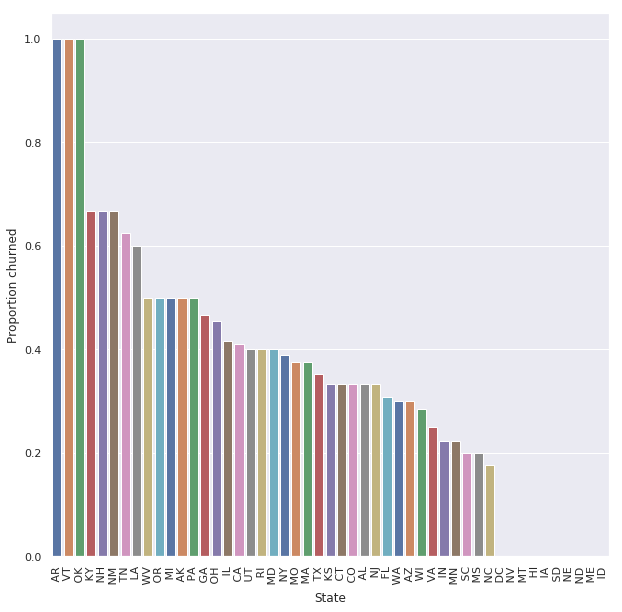 1.0
0.8
0.6
0.4
0.2
0.0
Proportion churned
AR VT OK KY NH NM TN LA WV OR MI AK PA GA OH IL CA UT RI MD NY MO MA TX KS CT CO AL NJ FL WA AZ WI VA IN MN SC MS NC DC NV MT HI IA SD NE ND ME ID
State